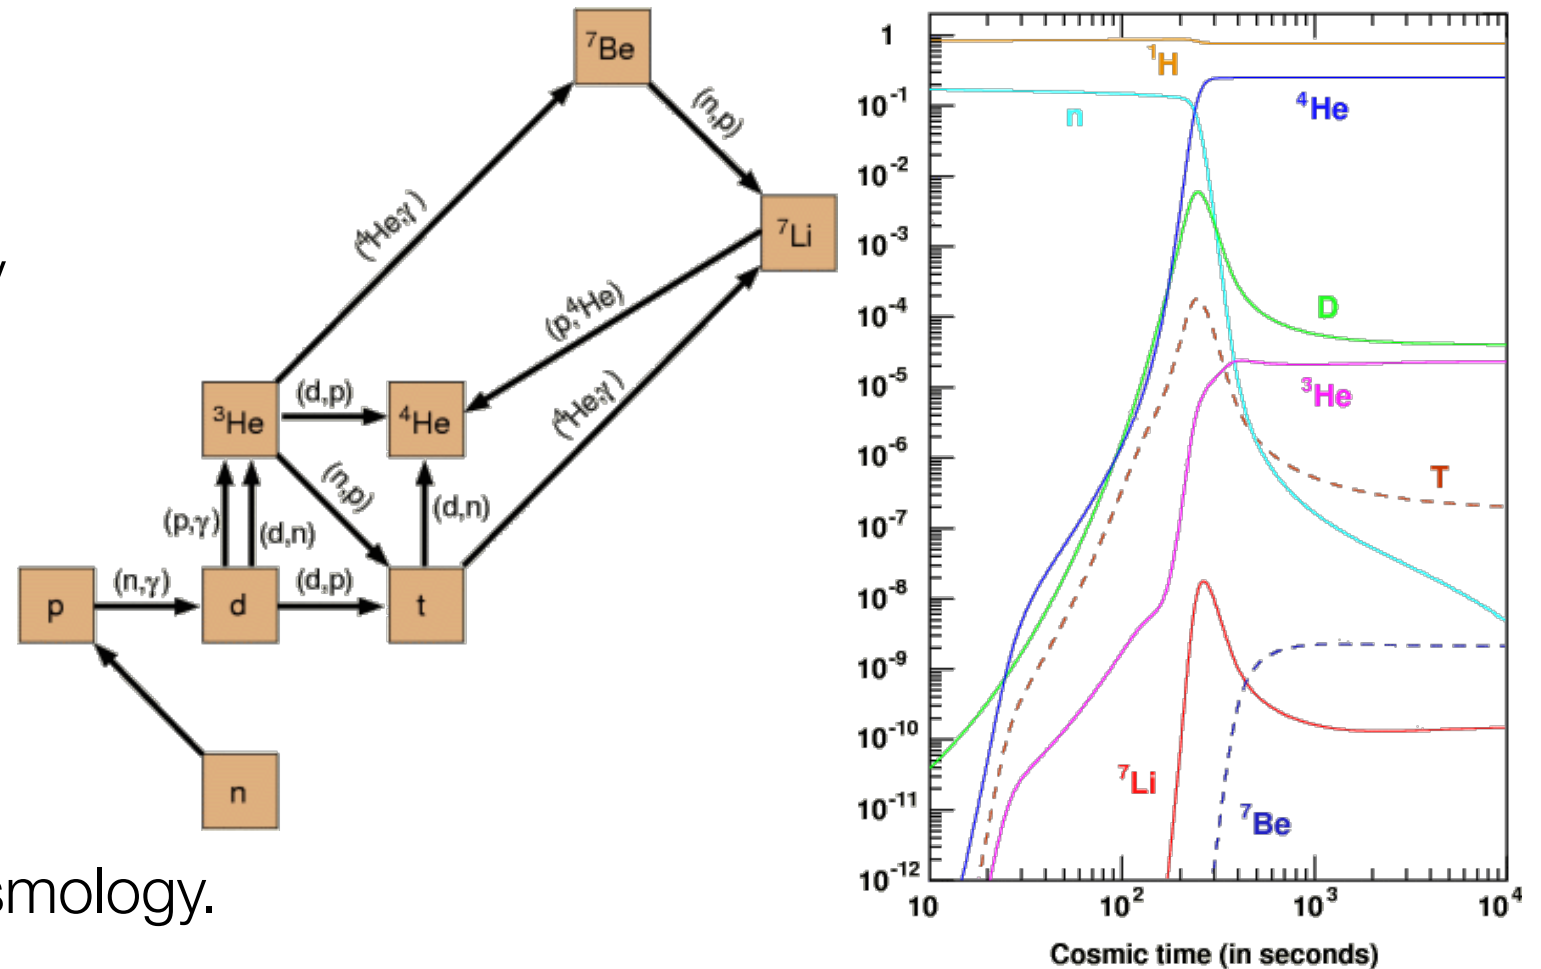 ⁷Be
(n,p)
(⁴He,γ)
⁷Li
y
(p,⁴He)
³He
(d,p)
⁴He
(⁴He,γ)
(n,p)
(p,γ)
(d,n)
(d,n)
p
(n,γ)
d
(d,p)
t
n
smology.
1
10⁻¹
10⁻²
10⁻³
10⁻⁴
10⁻⁵
10⁻⁶
10⁻⁷
10⁻⁸
10⁻⁹
10⁻¹⁰
10⁻¹¹
10⁻¹²
¹H
n
⁴He
D
³He
T
⁷Li
⁷Be
10 10² 10³ 10⁴
Cosmic time (in seconds)